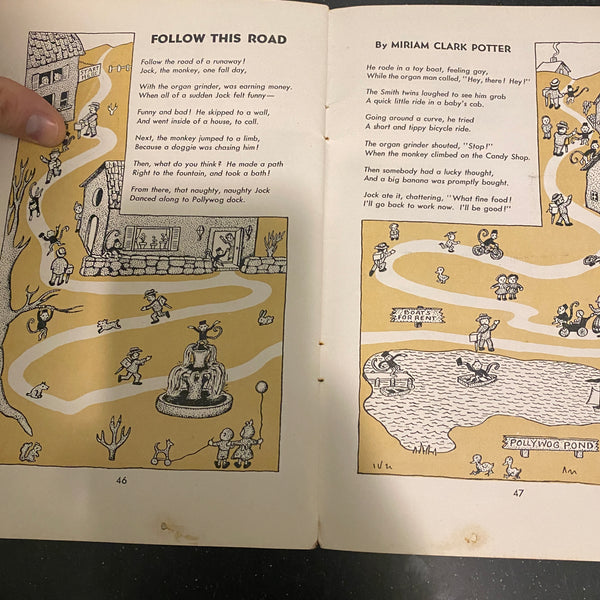 FOLLOW THIS ROAD
Follow the road of a runaway!
Jock, the monkey, one fall day,
With the organ grinder, was earning money.
When all of a sudden Jock felt funny—
Funny and bad! He skipped to a wall,
And went inside of a house, to call.
Next, the monkey jumped to a limb,
Because a doggie was chasing him!
Then, what do you think? He made a path
Right to the fountain, and took a bath!
From there, that naughty, naughty Jock
Danced along to Pollywog dock.
46
By MIRIAM CLARK POTTER
He rode in a toy boat, feeling gay,
While the organ man called, "Hey, there! Hey!"
The Smith twins laughed to see him grab
A quick little ride in a baby's cab.
Going around a curve, he tried
A short and tippy bicycle ride.
The organ grinder shouted, "Stop!"
When the monkey climbed on the Candy Shop.
Then somebody had a lucky thought,
And a big banana was promptly bought.
Jock ate it, chattering, "What fine food!
I'll go back to work now. I'll be good!"
BOATS
FOR RENT
POLLYWOG POND
47